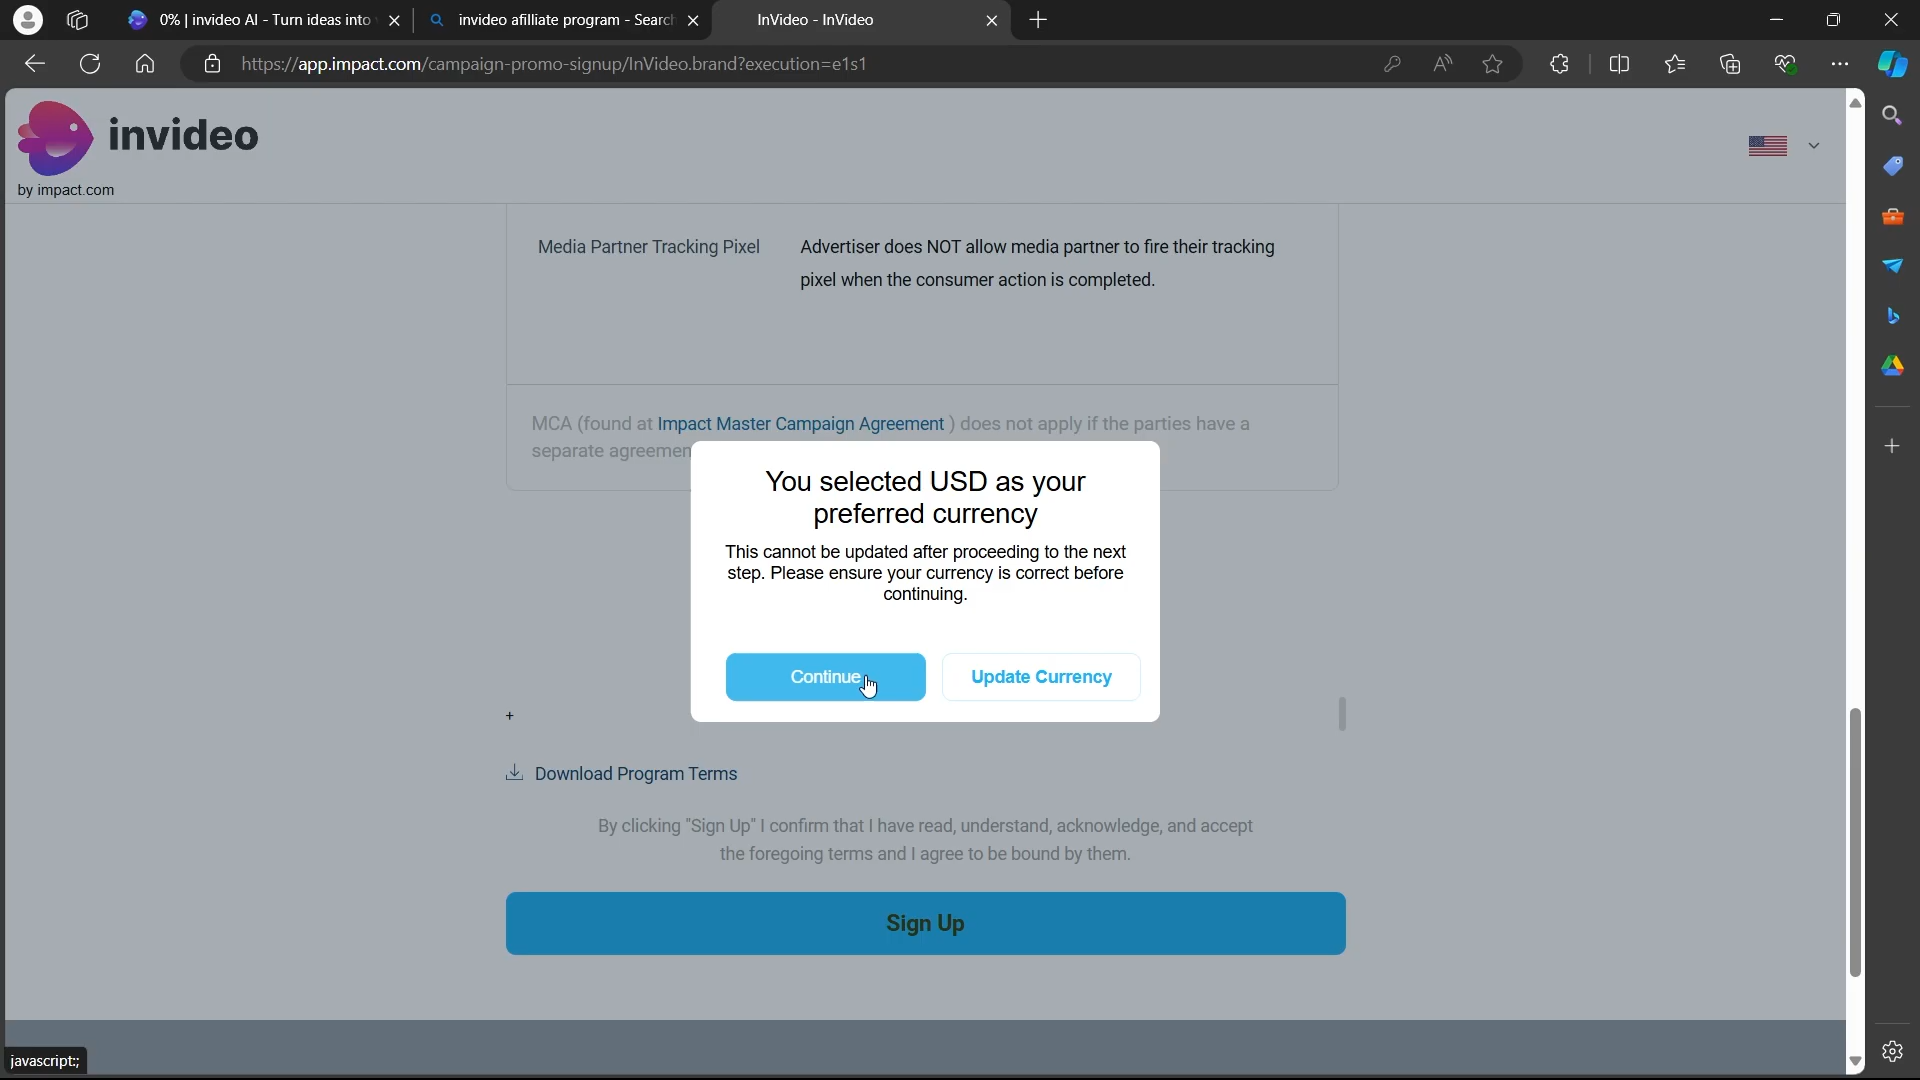 0% | invideo AI - Turn ideas into
invideo afilliate program - Search
InVideo - InVideo
https://app.impact.com/campaign-promo-signup/InVideo.brand?execution=e1s1
invideo
by impact.com
Media Partner Tracking Pixel
Advertiser does NOT allow media partner to fire their tracking
pixel when the consumer action is completed.
MCA (found at Impact Master Campaign Agreement ) does not apply if the parties have a
separate agreemen
You selected USD as your
preferred currency
This cannot be updated after proceeding to the next
step. Please ensure your currency is correct before
continuing.
Continue
Update Currency
+
Download Program Terms
By clicking "Sign Up" I confirm that I have read, understand, acknowledge, and accept
the foregoing terms and I agree to be bound by them.
Sign Up
javascript:;